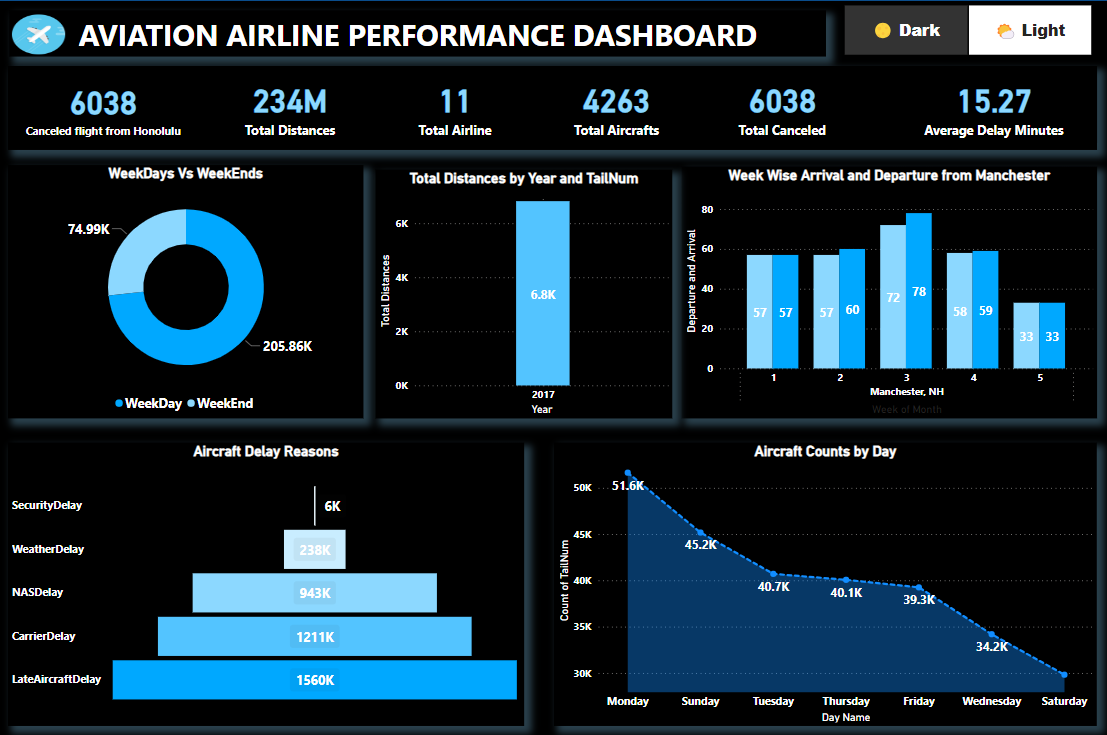 AVIATION AIRLINE PERFORMANCE DASHBOARD
Dark
Light
6038
Canceled flight from Honolulu
234M
Total Distances
11
Total Airline
4263
Total Aircrafts
6038
Total Canceled
15.27
Average Delay Minutes
WeekDays Vs WeekEnds
74.99K
205.86K
WeekDay
WeekEnd
Total Distances by Year and TailNum
Total Distances
6K
4K
2K
0K
6.8K
2017
Year
Week Wise Arrival and Departure from Manchester
Departure and Arrival
80
60
40
20
0
57
57
57
60
72
78
58
59
33
33
1
2
3
4
5
Manchester, NH
Week of Month
Aircraft Delay Reasons
SecurityDelay
6K
WeatherDelay
238K
NASDelay
943K
CarrierDelay
1211K
LateAircraftDelay
1560K
Aircraft Counts by Day
Count of TailNum
50K
45K
40K
35K
30K
51.6K
45.2K
40.7K
40.1K
39.3K
34.2K
Monday
Sunday
Tuesday
Thursday
Friday
Wednesday
Saturday
Day Name